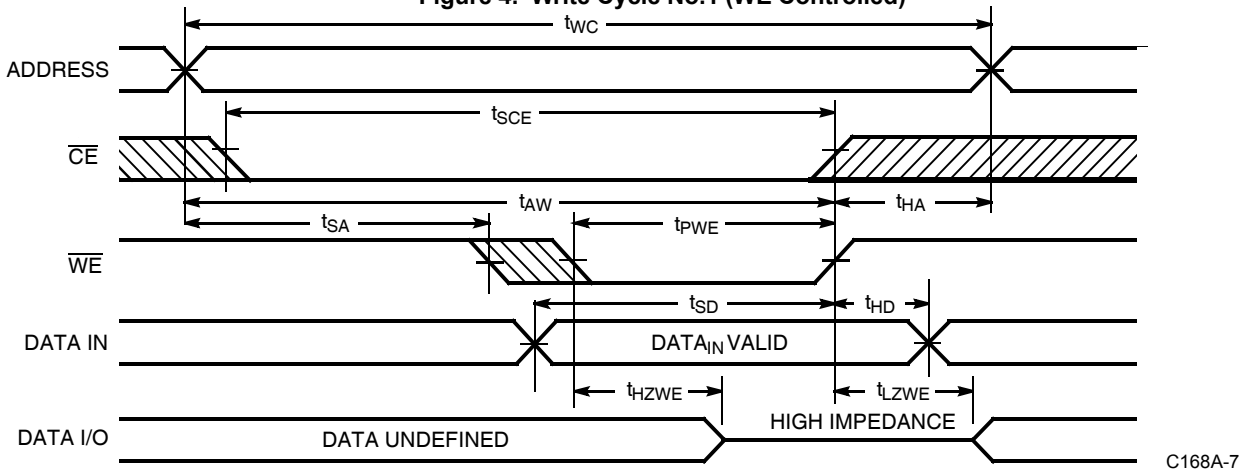 Figure 4. Write Cycle No.1 (WE Controlled)
tWC
ADDRESS
tSCE
CE
tAW
tHA
tSA
tPWE
WE
tSD
tHD
DATA IN
DATAIN VALID
tHZWE
tLZWE
HIGH IMPEDANCE
DATA I/O
DATA UNDEFINED
C168A-7